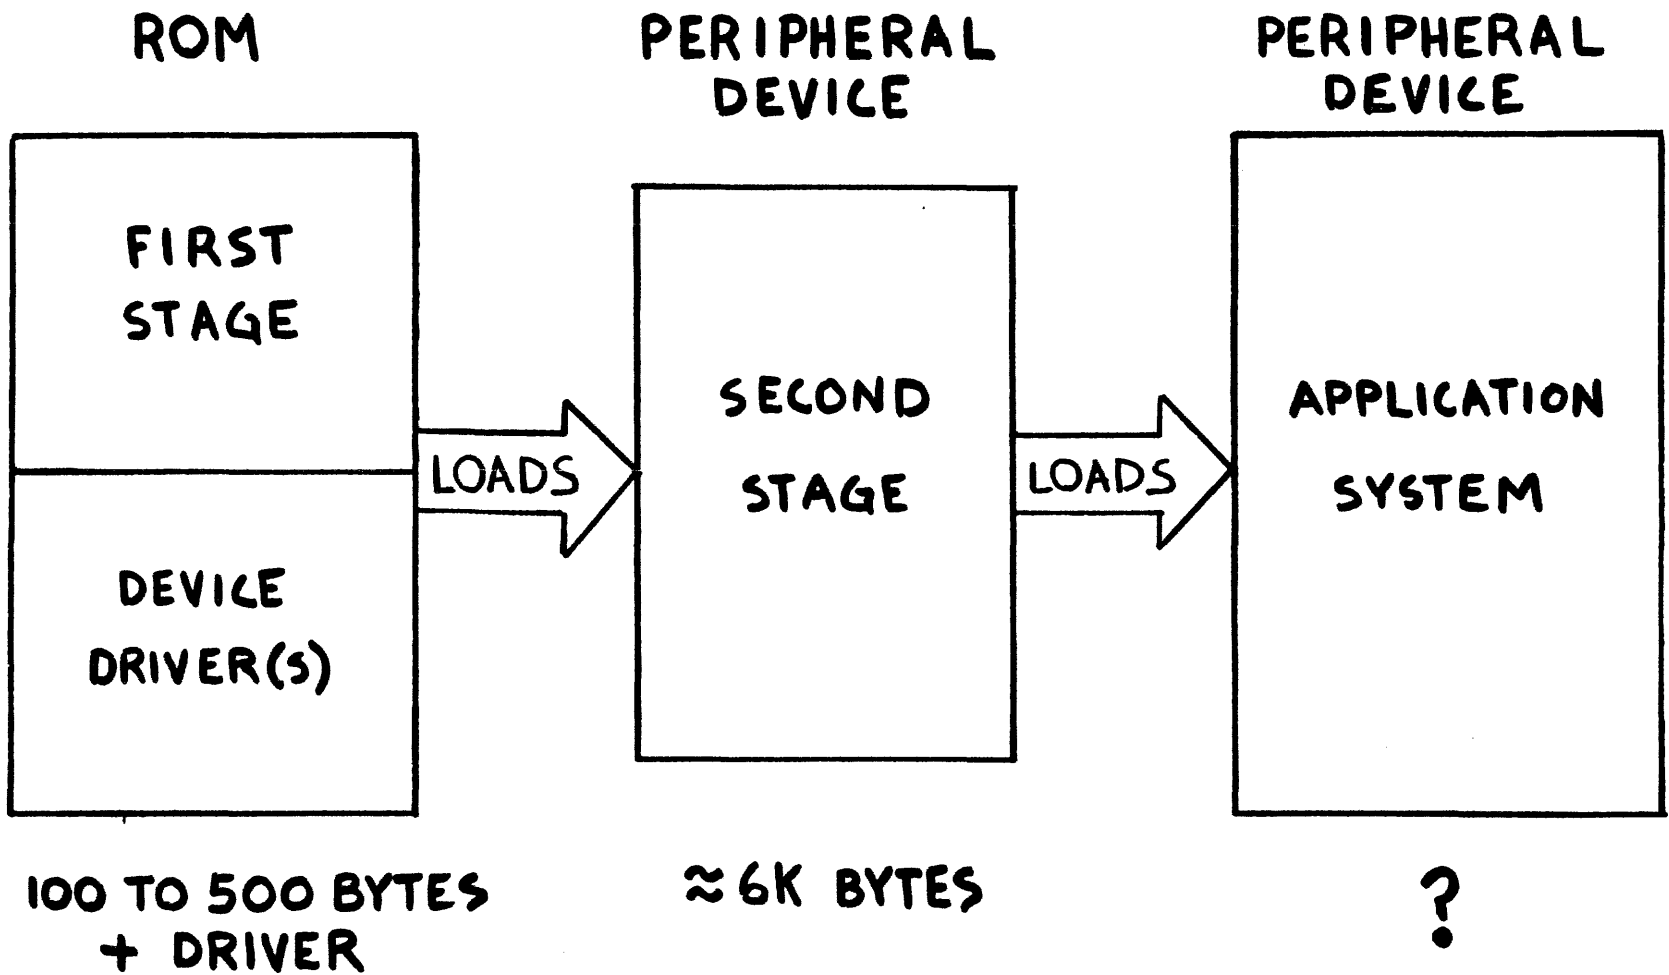 ROM
FIRST
STAGE
DEVICE
DRIVER(S)
100 TO 500 BYTES
+ DRIVER
LOADS
PERIPHERAL
DEVICE
SECOND
STAGE
≈ 6K BYTES
LOADS
PERIPHERAL
DEVICE
APPLICATION
SYSTEM
?